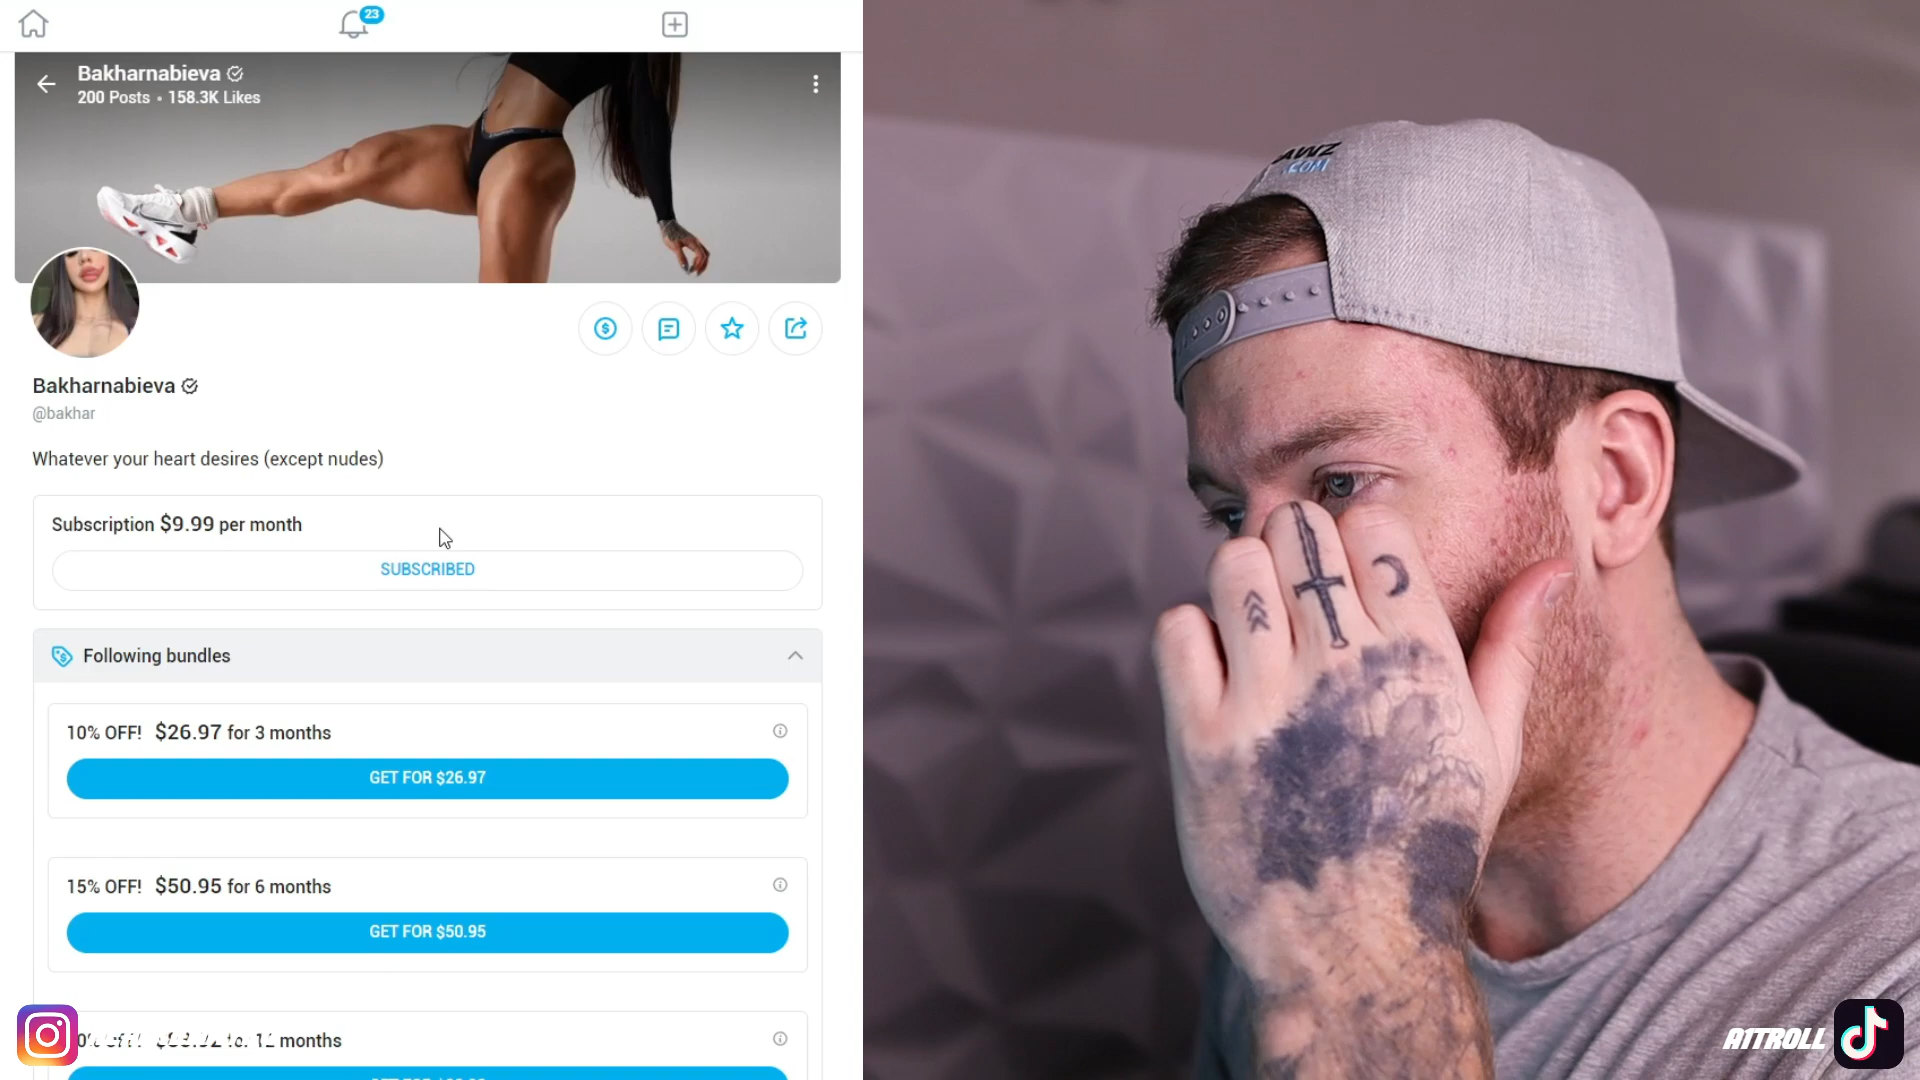 23
Bakharnabieva
200 Posts • 158.3K Likes
Bakharnabieva
@bakhar
Whatever your heart desires (except nudes)
Subscription $9.99 per month
SUBSCRIBED
Following bundles
10% OFF! $26.97 for 3 months
GET FOR $26.97
15% OFF! $50.95 for 6 months
GET FOR $50.95
months
.COM
A1TROLL